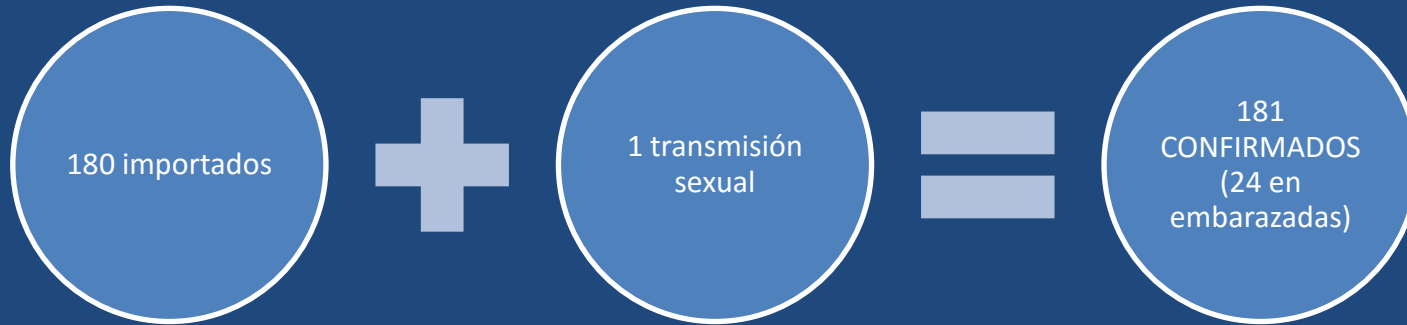 180 importados
1 transmisión
sexual
181
CONFIRMADOS
(24 en
embarazadas)